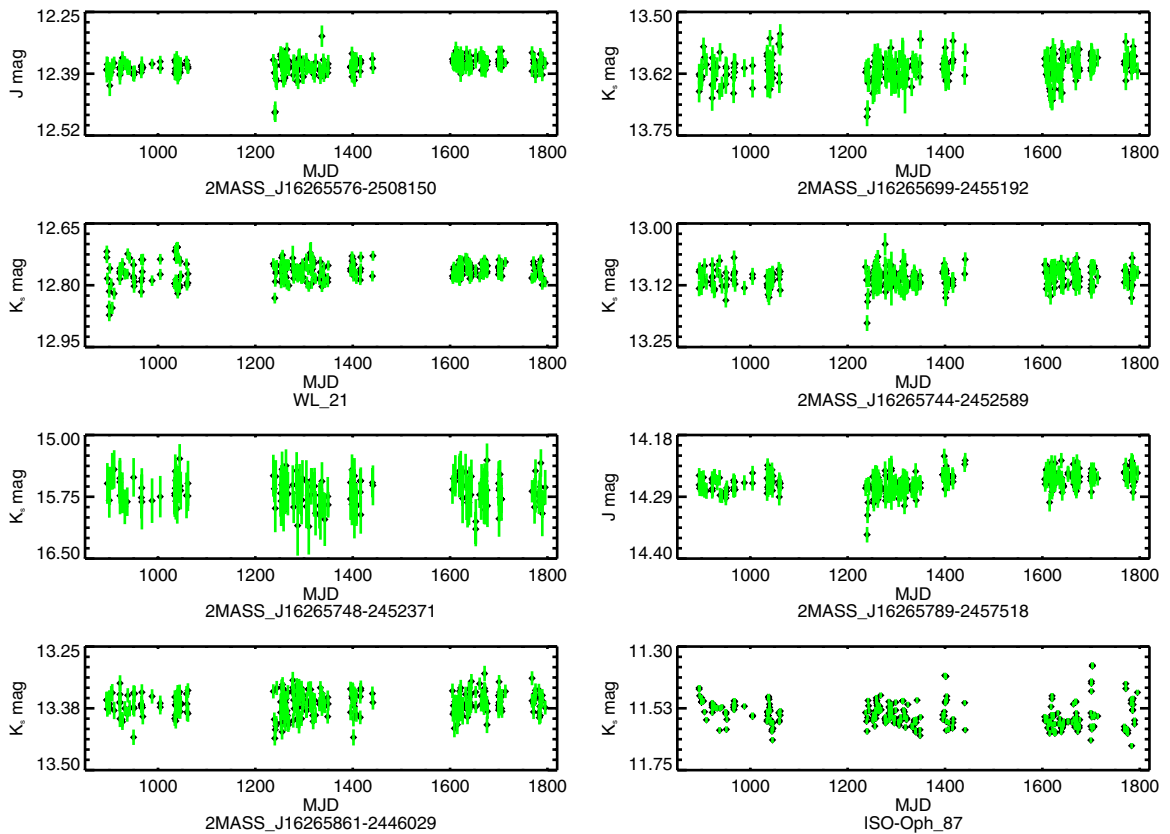 12.25
12.39
12.52
J mag
1000 1200 1400 1600 1800
MJD
2MASS_J16265576-2508150
13.50
13.62
13.75
Ks mag
1000 1200 1400 1600 1800
MJD
2MASS_J16265699-2455192
12.65
12.80
12.95
Ks mag
1000 1200 1400 1600 1800
MJD
WL_21
13.00
13.12
13.25
Ks mag
1000 1200 1400 1600 1800
MJD
2MASS_J16265744-2452589
15.00
15.75
16.50
Ks mag
1000 1200 1400 1600 1800
MJD
2MASS_J16265748-2452371
14.18
14.29
14.40
J mag
1000 1200 1400 1600 1800
MJD
2MASS_J16265789-2457518
13.25
13.38
13.50
Ks mag
1000 1200 1400 1600 1800
MJD
2MASS_J16265861-2446029
11.30
11.53
11.75
Ks mag
1000 1200 1400 1600 1800
MJD
ISO-Oph_87